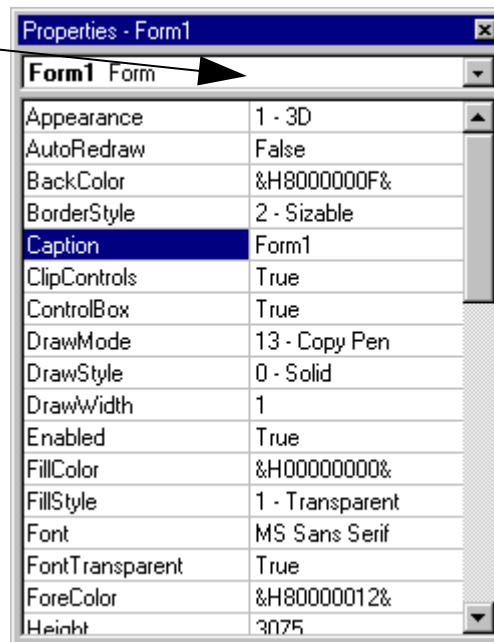 Properties - Form1
Form1 Form
Appearance 1 - 3D
AutoRedraw False
BackColor &H8000000F&
BorderStyle 2 - Sizable
Caption Form1
ClipControls True
ControlBox True
DrawMode 13 - Copy Pen
DrawStyle 0 - Solid
DrawWidth 1
Enabled True
FillColor &H00000000&
FillStyle 1 - Transparent
Font MS Sans Serif
FontTransparent True
ForeColor &H80000012&
Height 3075